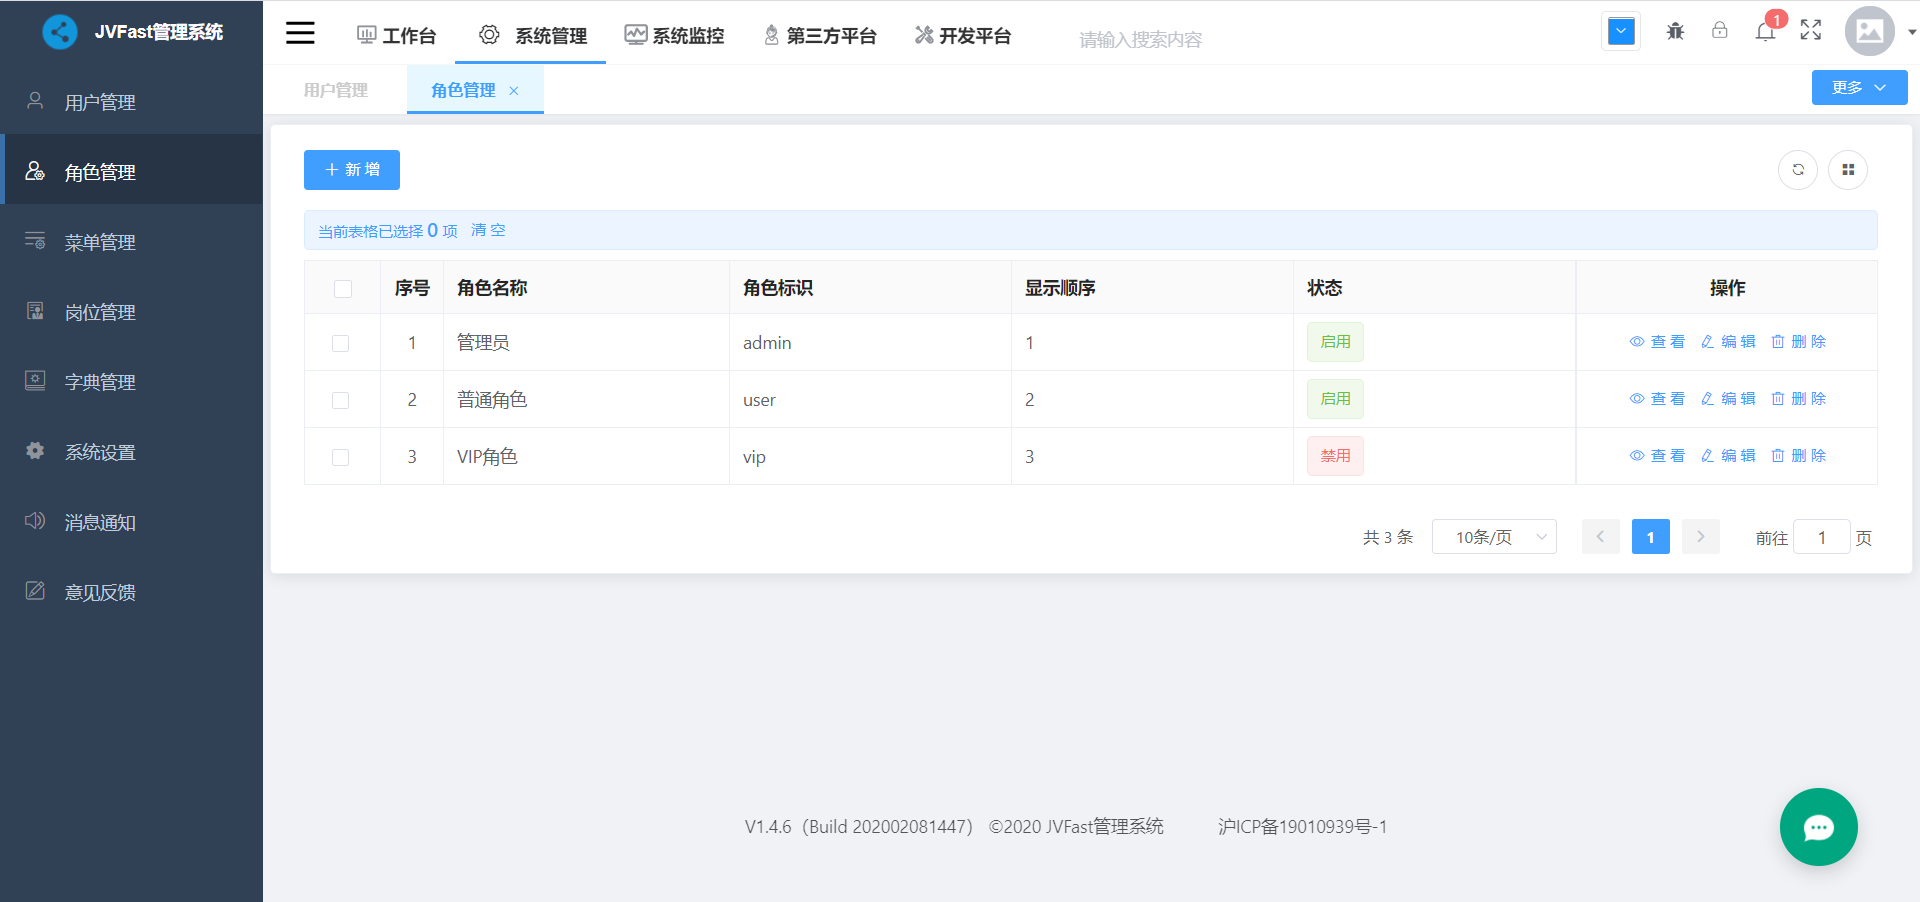 JVFast管理系统
工作台
系统管理
系统监控
第三方平台
开发平台
请输入搜索内容
1
用户管理
角色管理
更多
用户管理
角色管理
菜单管理
岗位管理
字典管理
系统设置
消息通知
意见反馈
新 增
当前表格已选择 0 项 清 空
序号 角色名称 角色标识 显示顺序 状态 操作
1 管理员 admin 1 启用 查 看 编 辑 删 除
2 普通角色 user 2 启用 查 看 编 辑 删 除
3 VIP角色 vip 3 禁用 查 看 编 辑 删 除
共 3 条 10条/页 1 前往 1 页
V1.4.6（Build 202002081447） ©2020 JVFast管理系统 沪ICP备19010939号-1